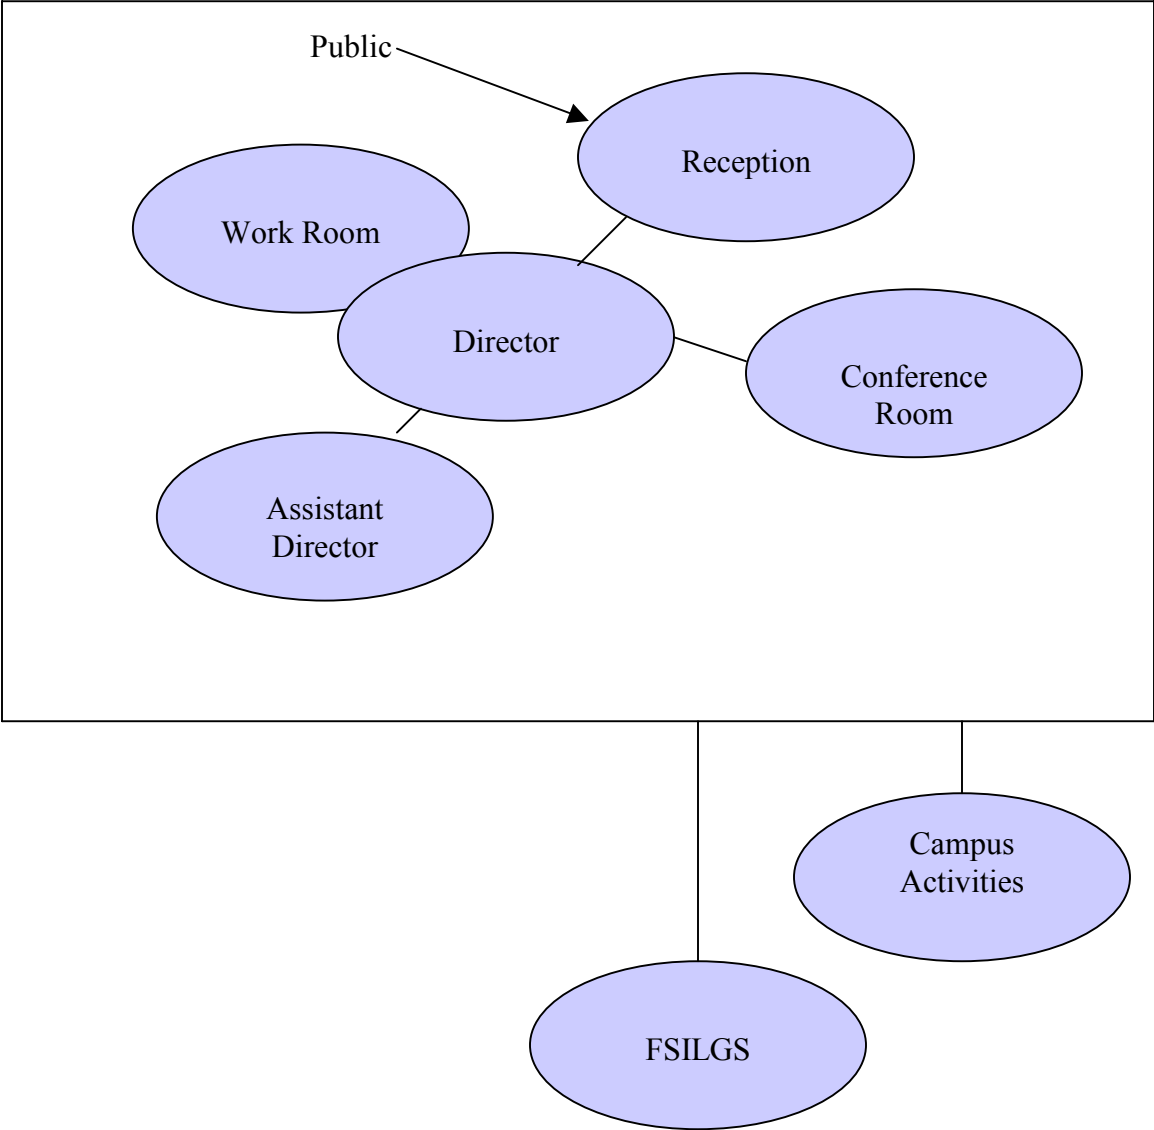 Public
Reception
Work Room
Director
Conference
Room
Assistant
Director
Campus
Activities
FSILGS